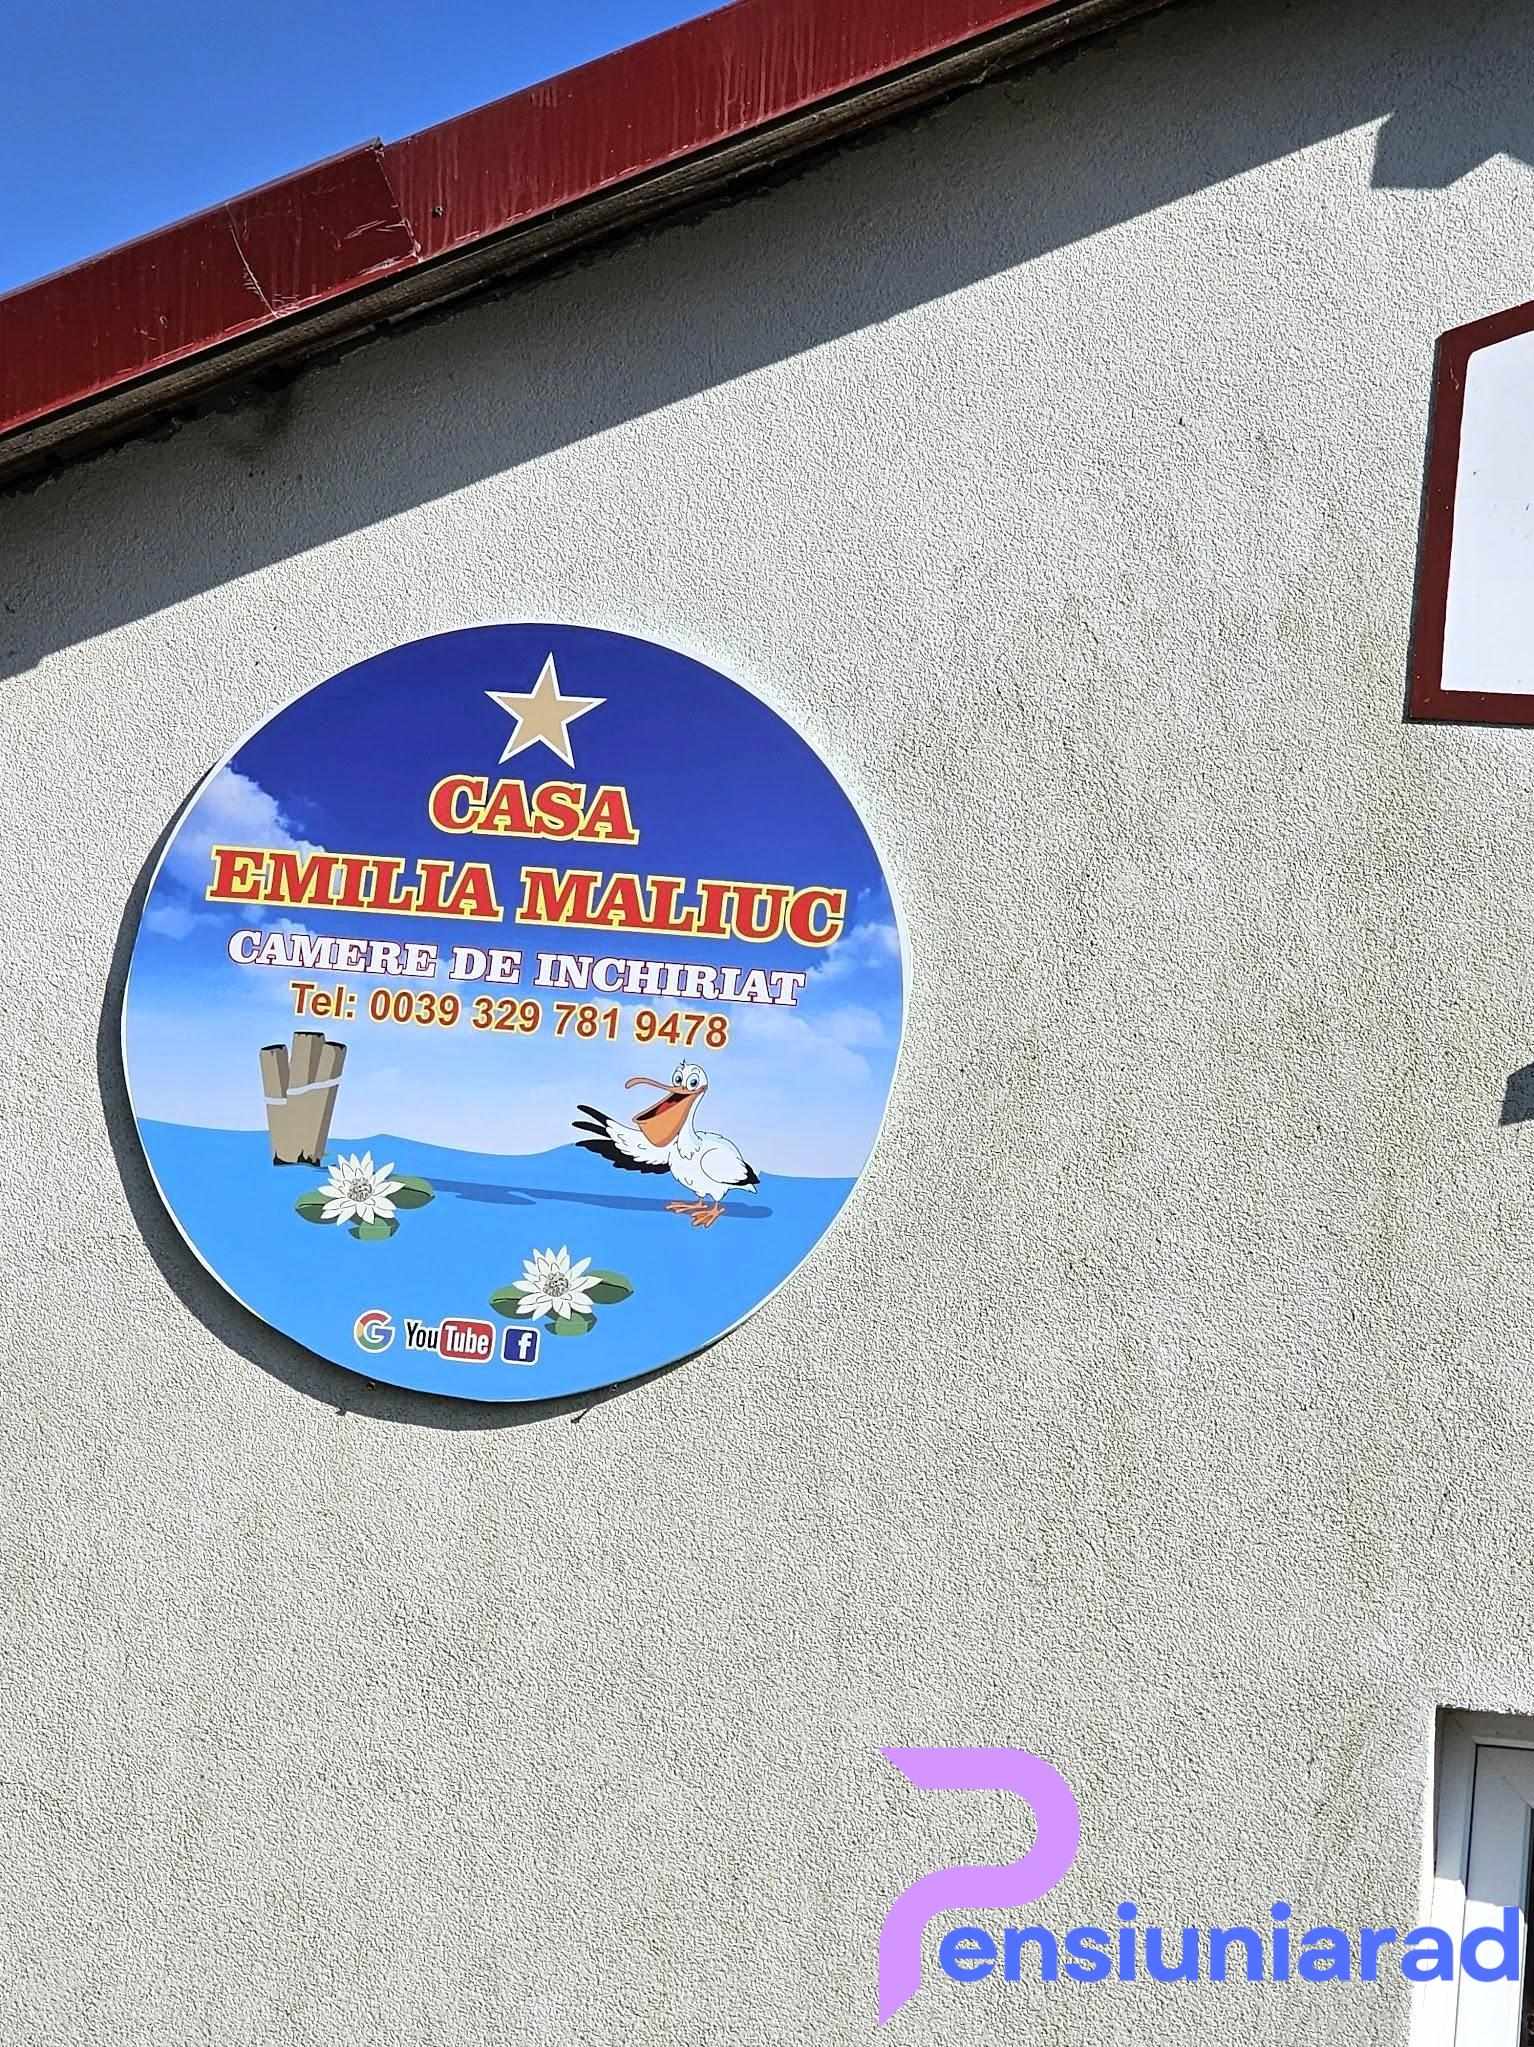 CASA
EMILIA MALIUC
CAMERE DE INCHIRIAT
Tel: 0039 329 781 9478
G YouTube f
Pensiuniarad